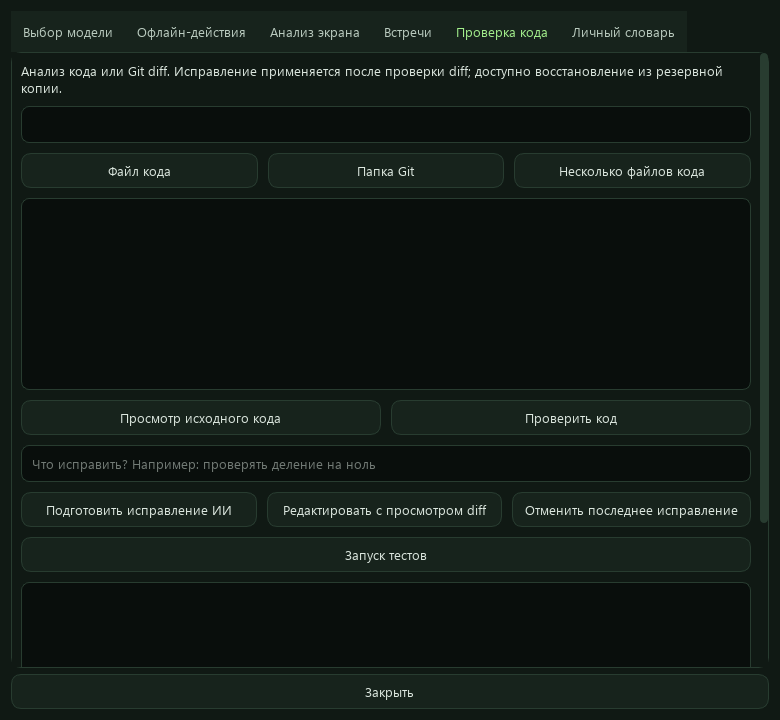 Выбор модели Офлайн-действия Анализ экрана Встречи Проверка кода Личный словарь
Анализ кода или Git diff. Исправление применяется после проверки diff; доступно восстановление из резервной
копии.
Файл кода Папка Git Несколько файлов кода
Просмотр исходного кода Проверить код
Что исправить? Например: проверять деление на ноль
Подготовить исправление ИИ Редактировать с просмотром diff Отменить последнее исправление
Запуск тестов
Закрыть